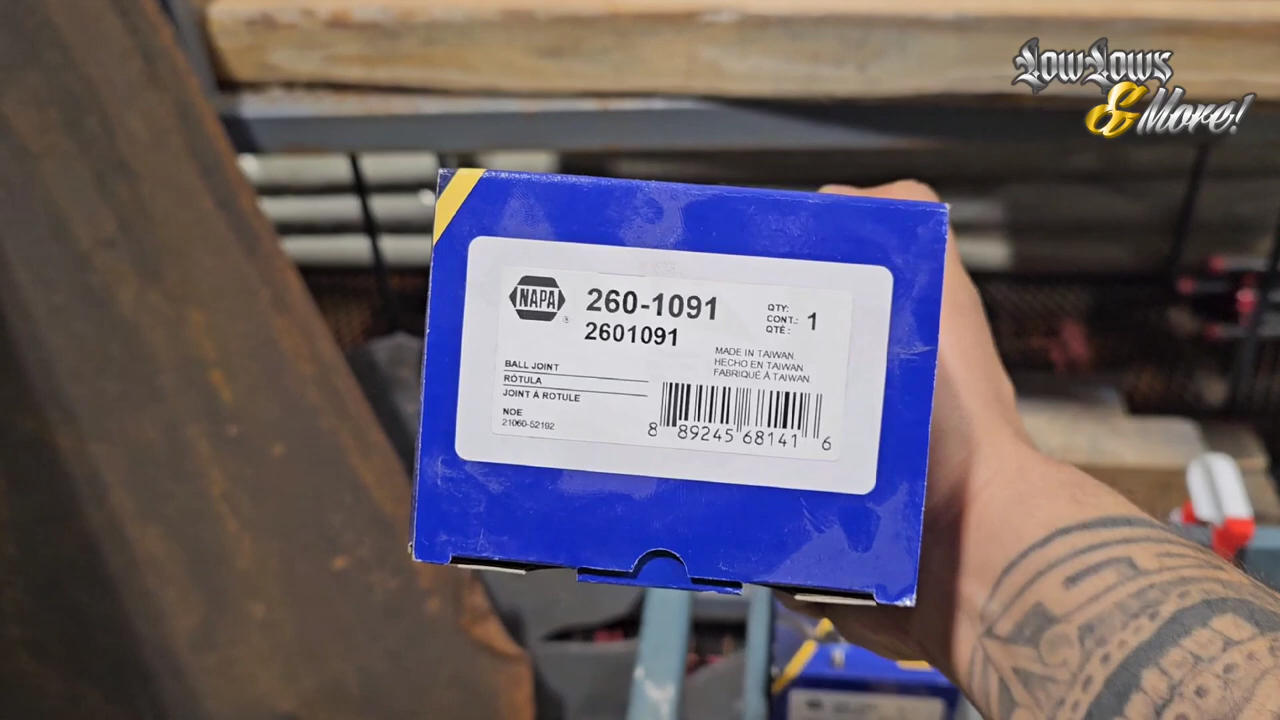 LowLows
& More!
NAPA
®
260-1091
2601091
QTY:
CONT.: 1
QTÉ:
MADE IN TAIWAN
HECHO EN TAIWAN
FABRIQUÉ À TAIWAN
BALL JOINT
RÓTULA
JOINT À ROTULE
NOE
21060-52192
8 89245 68141 6
NAPA